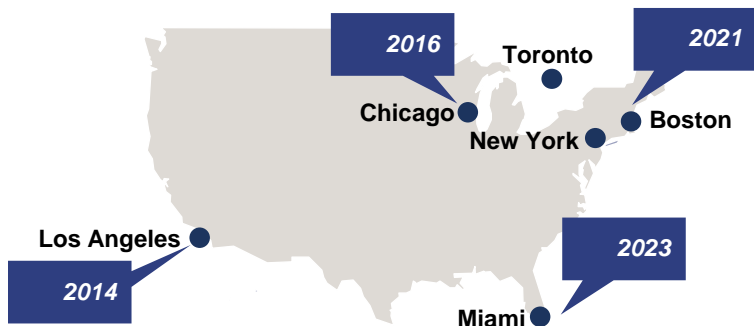 2016
2021
Toronto
Chicago
Boston
New York
Los Angeles
2023
2014
Miami